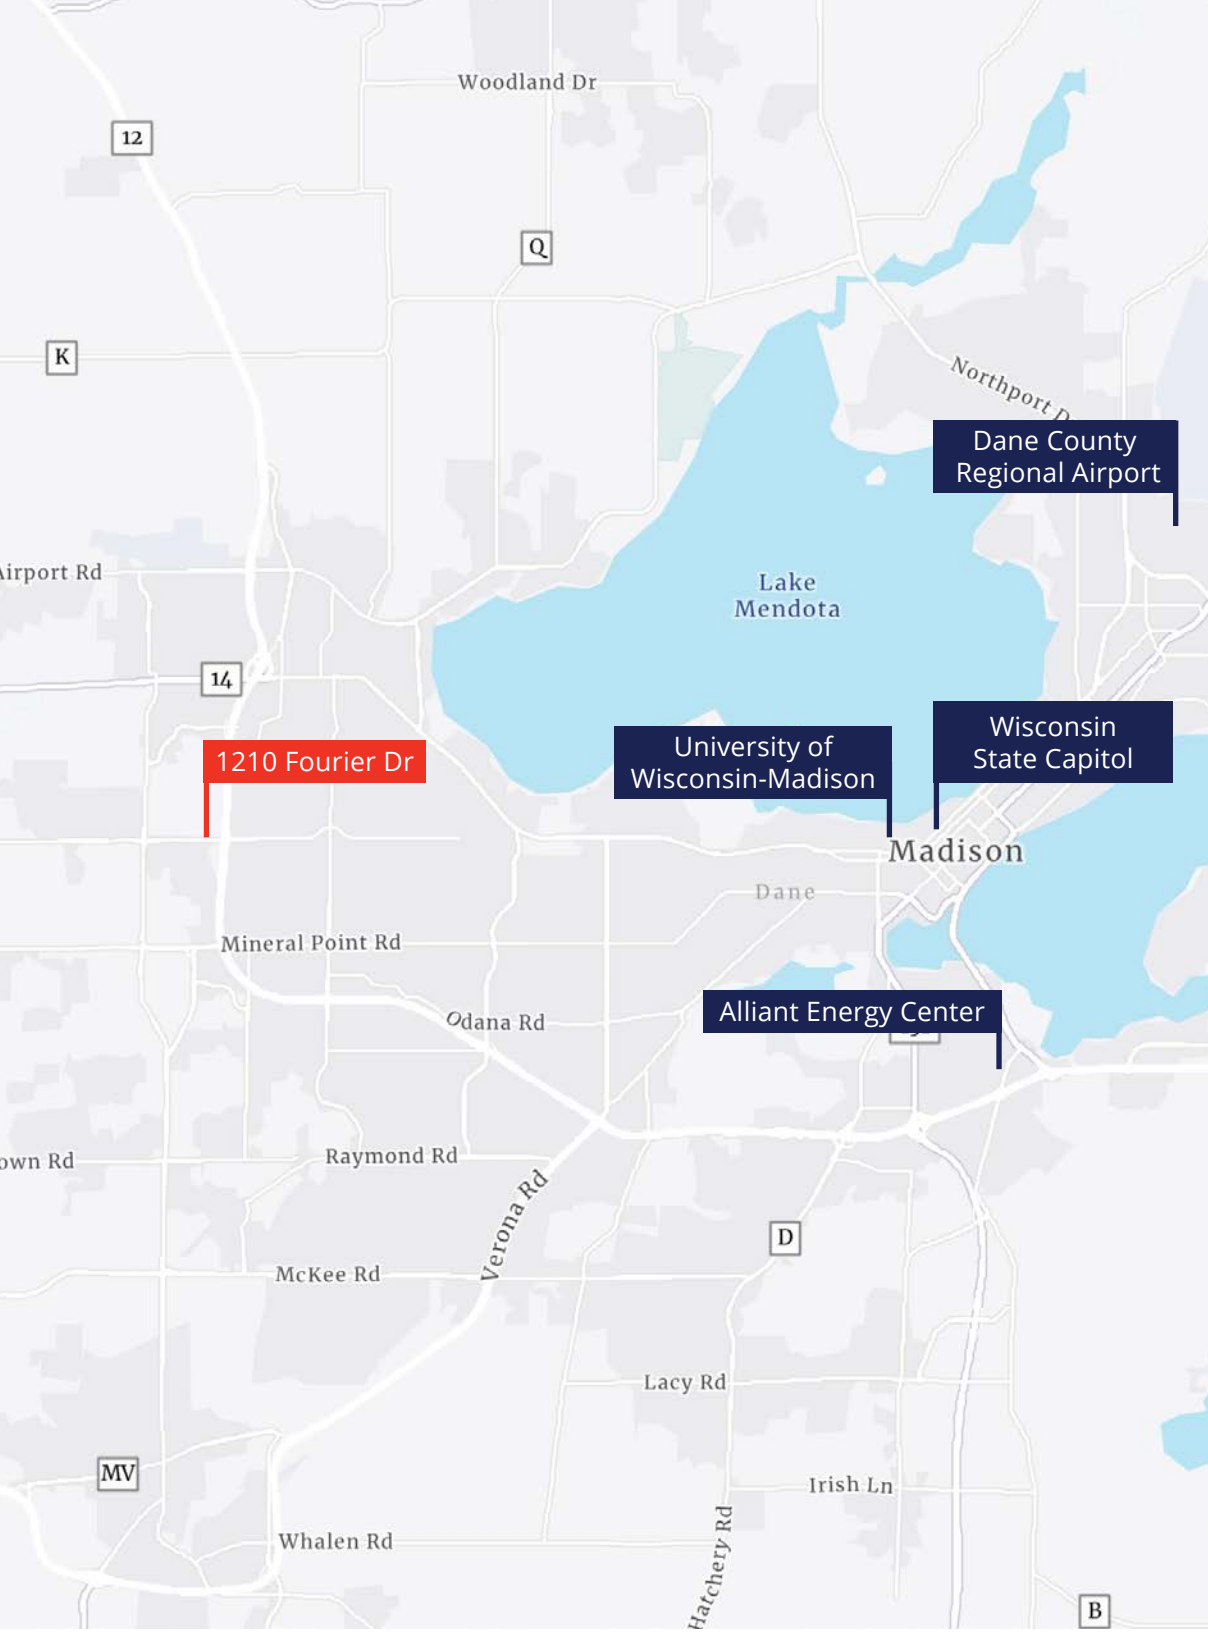 Woodland Dr
12
Q
K
Northport D
Dane County
Regional Airport
Airport Rd
Lake
Mendota
14
1210 Fourier Dr
University of
Wisconsin-Madison
Wisconsin
State Capitol
Madison
Dane
Mineral Point Rd
Odana Rd
Alliant Energy Center
own Rd
Raymond Rd
Verona Rd
D
McKee Rd
Lacy Rd
MV
Irish Ln
Whalen Rd
Hatchery Rd
B